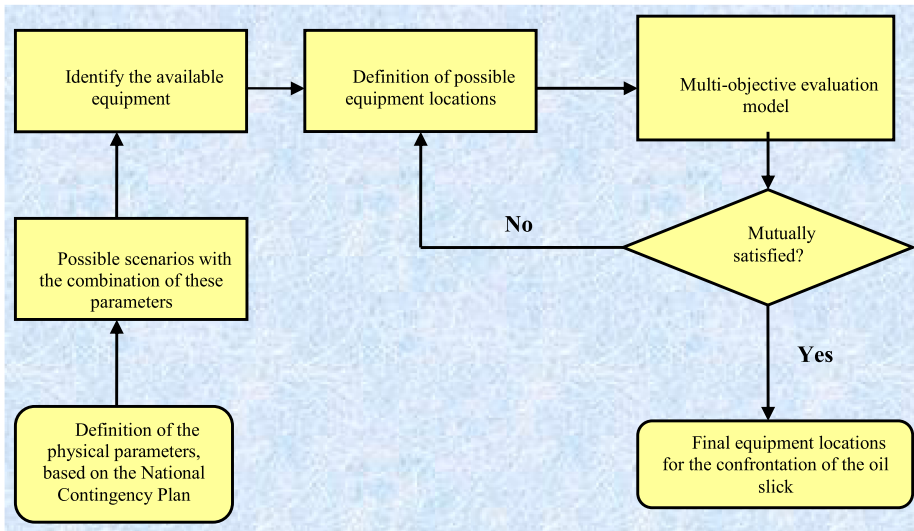 Identify the available
equipment
Definition of possible
equipment locations
Multi-objective evaluation
model
No
Mutually
satisfied?
Possible scenarios with
the combination of these
parameters
Yes
Definition of the
physical parameters,
based on the National
Contingency Plan
Final equipment locations
for the confrontation of the oil
slick